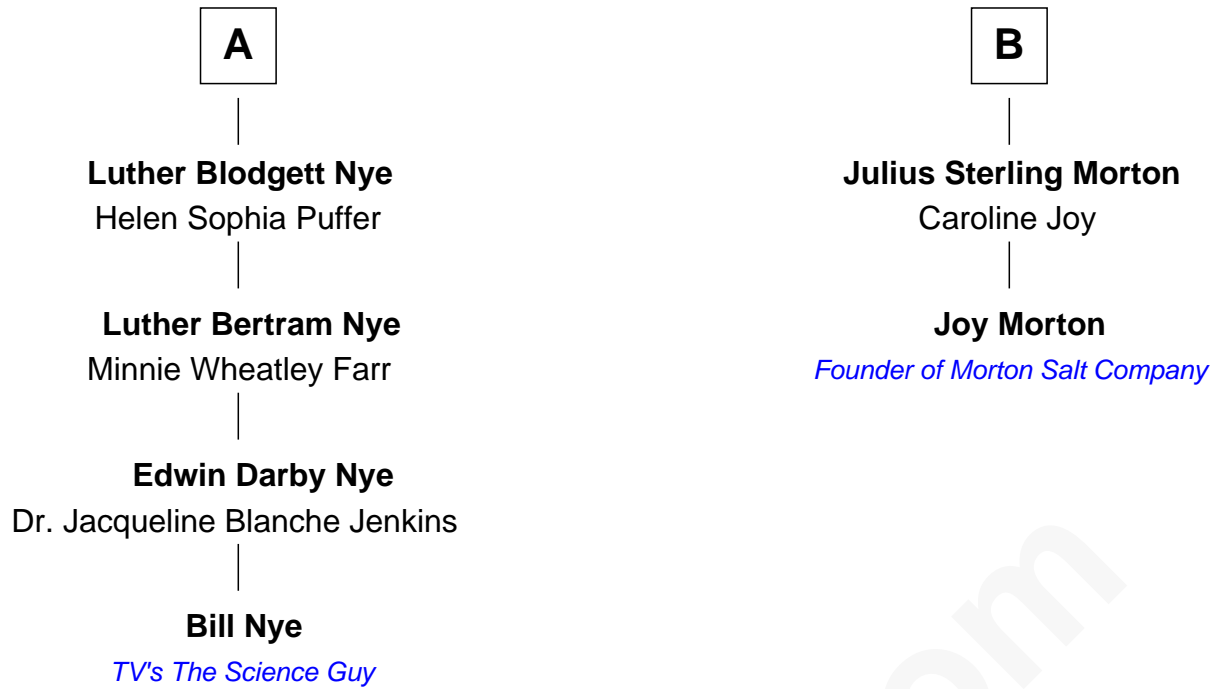 A
Luther Blodgett Nye
Helen Sophia Puffer
Luther Bertram Nye
Minnie Wheatley Farr
Edwin Darby Nye
Dr. Jacqueline Blanche Jenkins
Bill Nye
TV's The Science Guy
B
Julius Sterling Morton
Caroline Joy
Joy Morton
Founder of Morton Salt Company
om